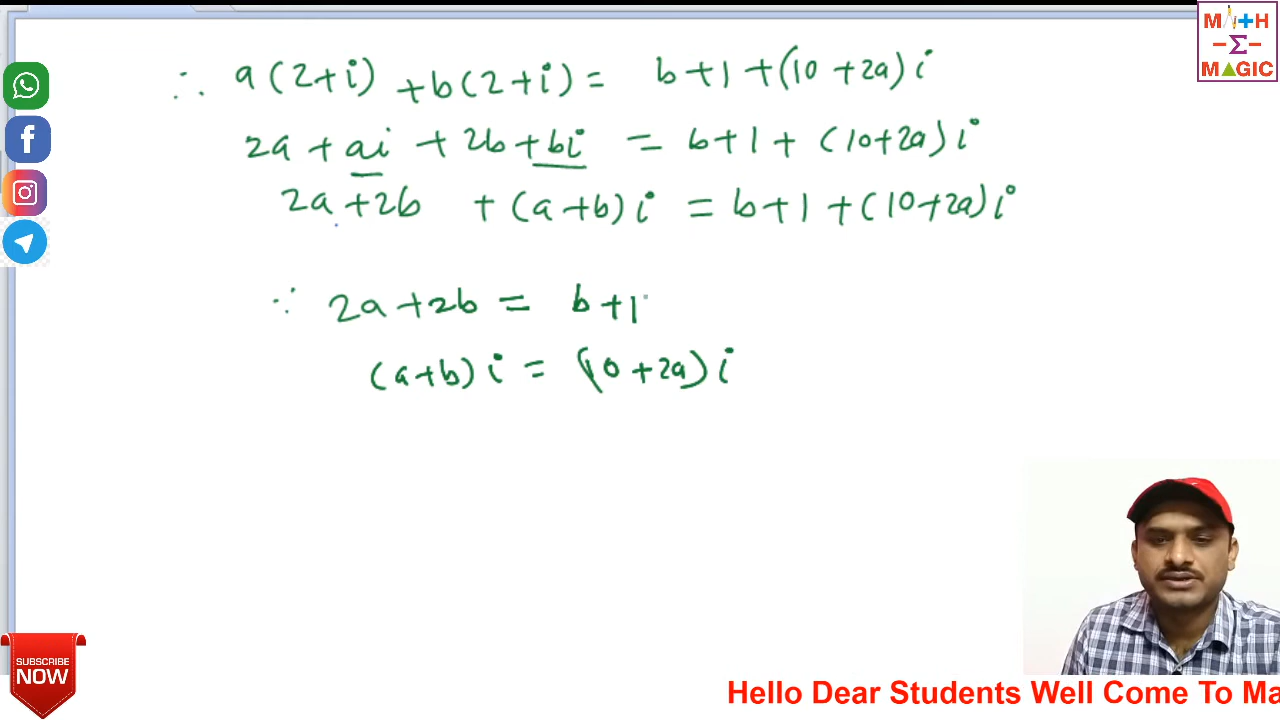 MATH
–Σ–
MAGIC
∴ a(2+i) +b(2+i) = b+1+(10+2a)i
2a + ai + 2b+bi = b+1+ (10+2a)i
2a+2b + (a+b)i = b+1+(10+2a)i
∵ 2a+2b = b+1
(a+b)i = (10+2a)i
SUBSCRIBE
NOW
Hello Dear Students Well Come To Ma